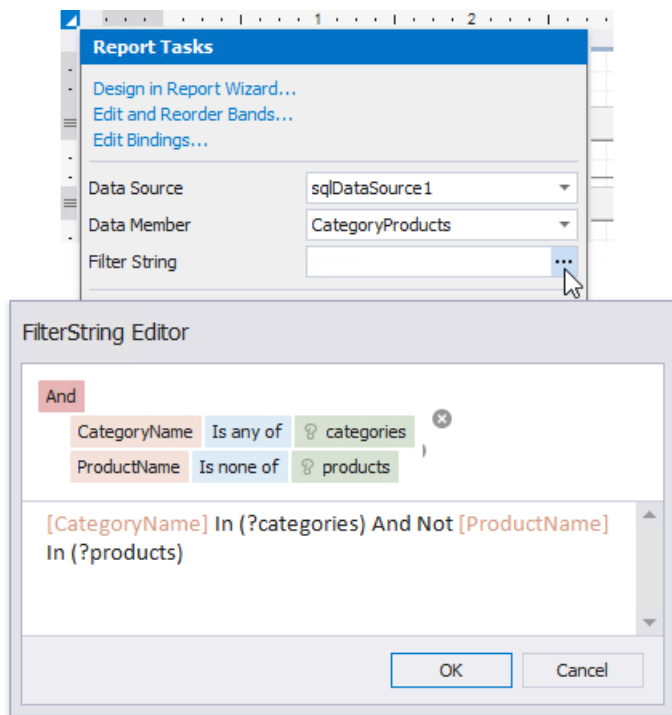 1 2
Report Tasks
Design in Report Wizard...
Edit and Reorder Bands...
Edit Bindings...
Data Source sqlDataSource1
Data Member CategoryProducts
Filter String ...
FilterString Editor
And
CategoryName Is any of ? categories
ProductName Is none of ? products
[CategoryName] In (?categories) And Not [ProductName]
In (?products)
OK Cancel